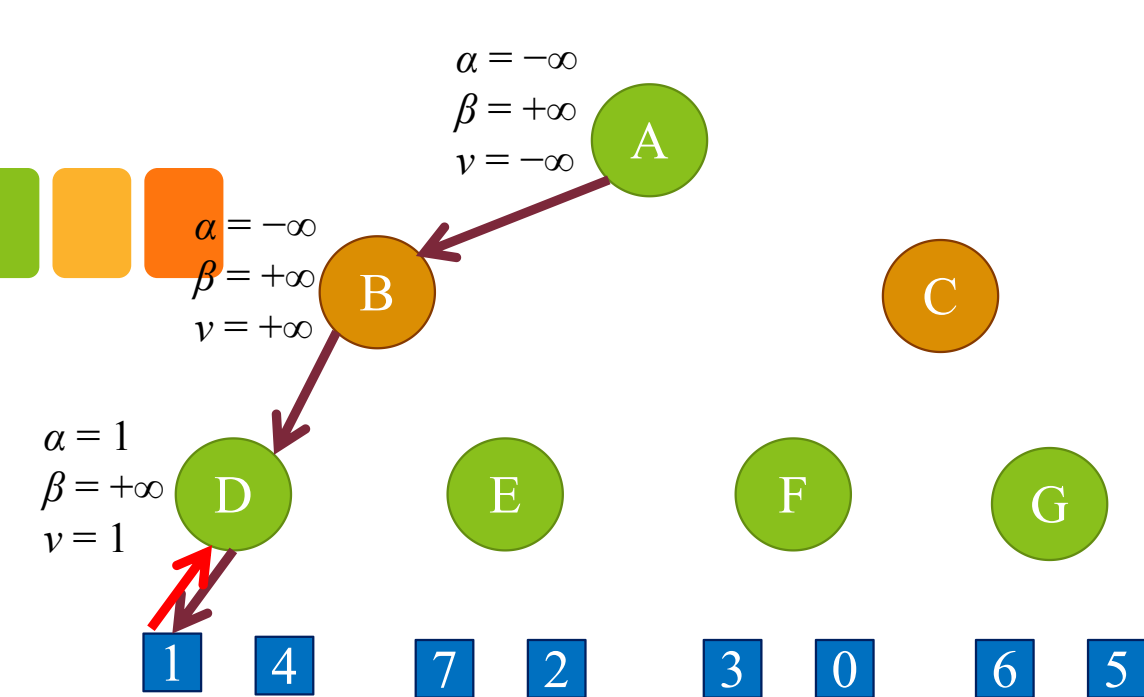 α = −∞
β = +∞
v = −∞
A
α = −∞
β = +∞
v = +∞
B
C
α = 1
β = +∞
v = 1
D
E
F
G
1 4 7 2 3 0 6 5